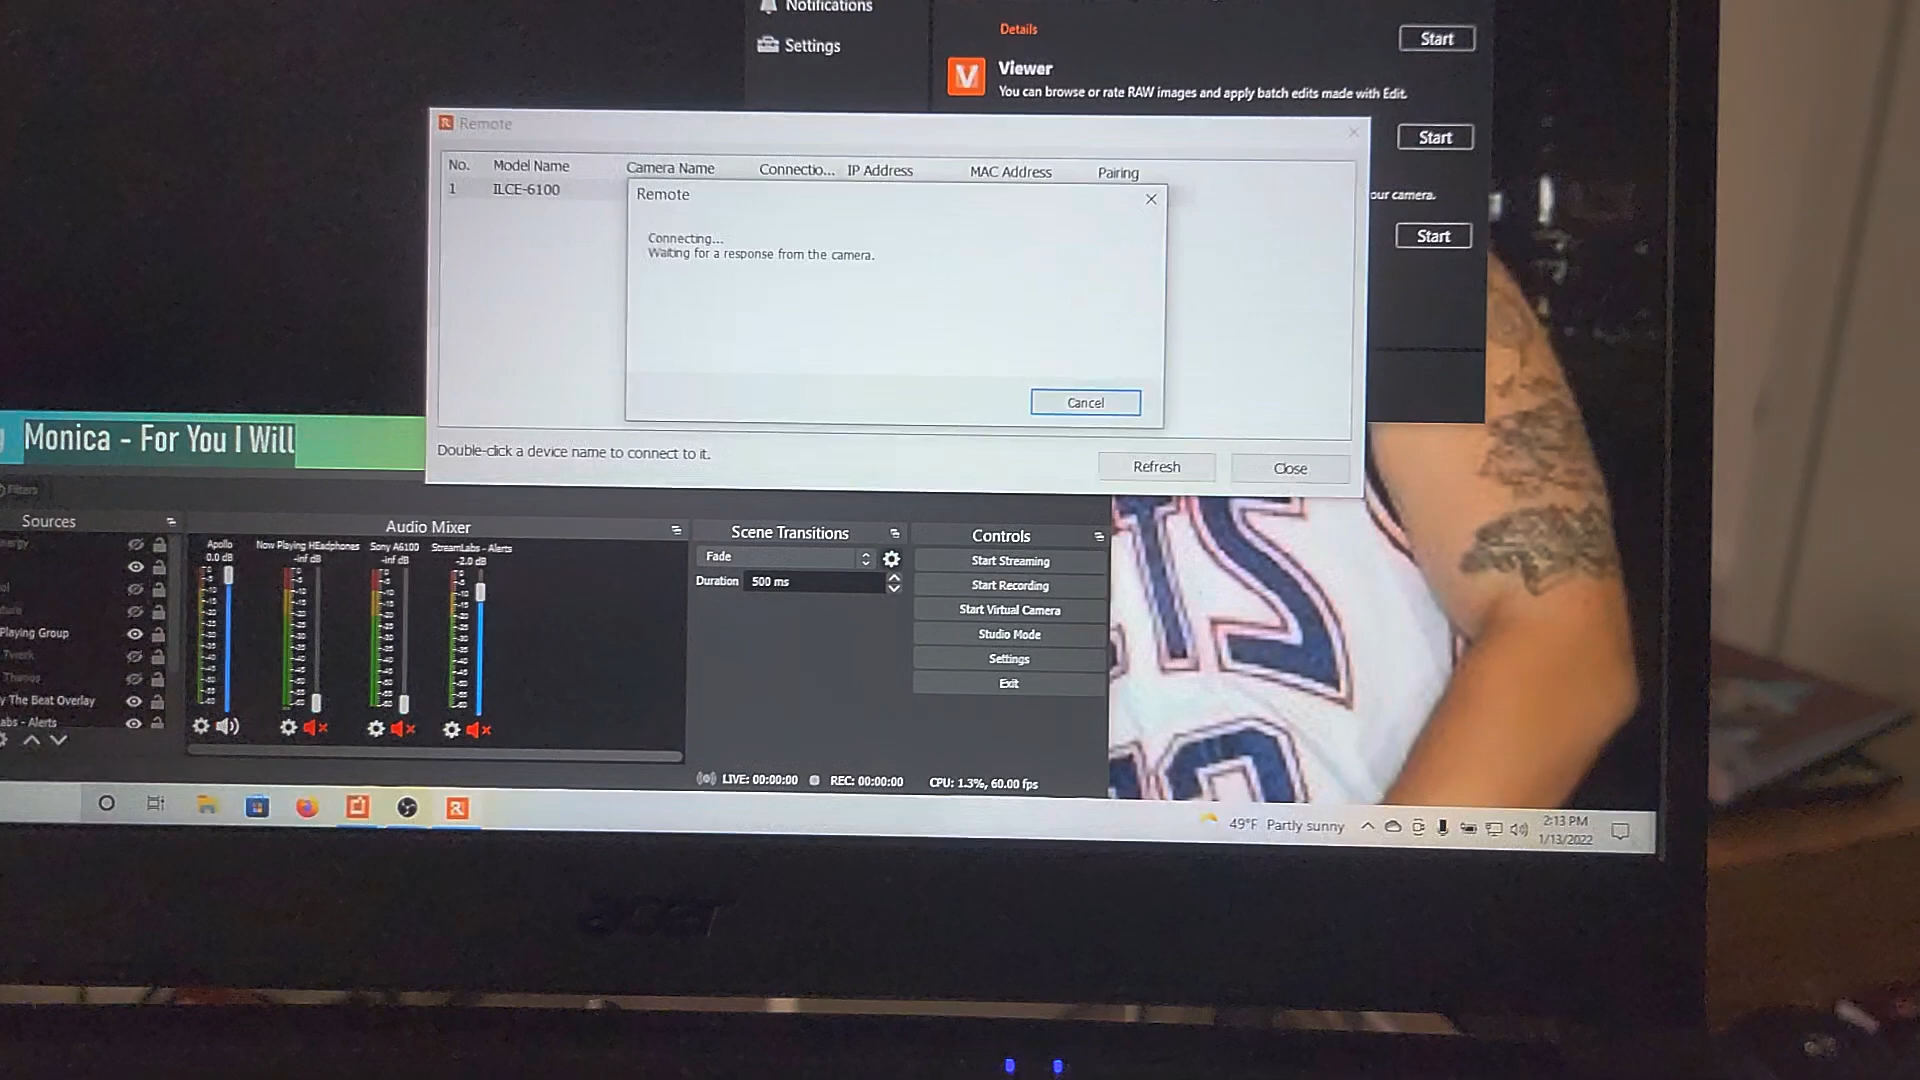 Notifications
Settings
Details
Start
Viewer
You can browse or rate RAW images and apply batch edits made with Edit.
Start
our camera.
Start
Remote
No. Model Name Camera Name Connectio... IP Address MAC Address Pairing
1 ILCE-6100
Remote
Connecting...
Waiting for a response from the camera.
Cancel
Double-click a device name to connect to it.
Refresh
Close
Monica - For You I Will
Filters
Sources
Playing Group
Twerk
y The Beat Overlay
abs - Alerts
Audio Mixer
Apollo
0.0 dB
Now Playing HEadphones
-inf dB
Sony A6100
-inf dB
StreamLabs - Alerts
-2.0 dB
Scene Transitions
Fade
Duration 500 ms
Controls
Start Streaming
Start Recording
Start Virtual Camera
Studio Mode
Settings
Exit
LIVE: 00:00:00 REC: 00:00:00 CPU: 1.3%, 60.00 fps
49°F Partly sunny
2:13 PM
1/13/2022
acer